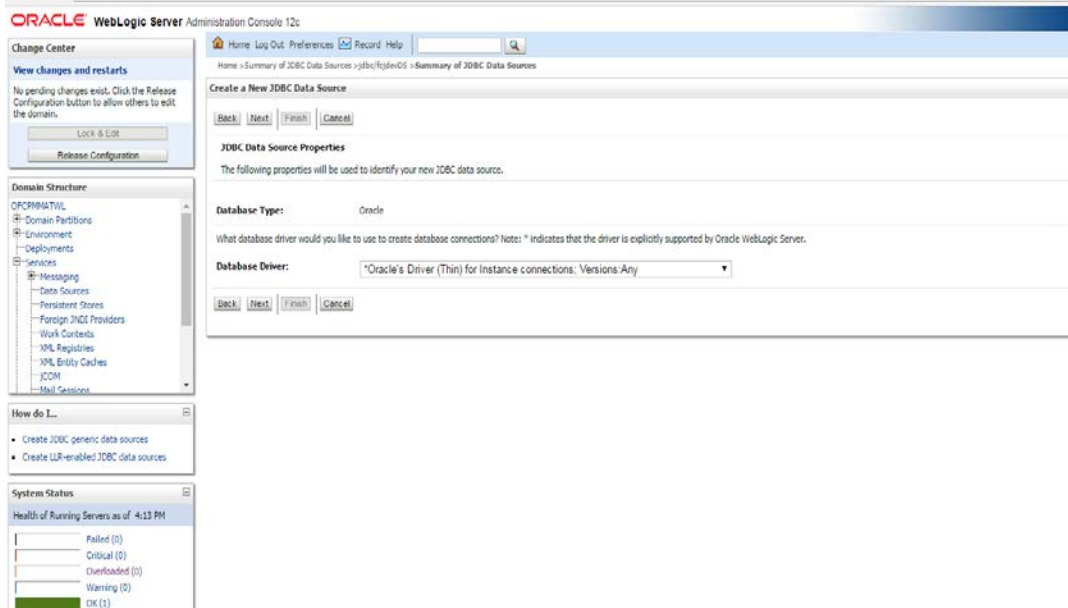 ORACLE WebLogic Server Administration Console 12c
Change Center
View changes and restarts
No pending changes exist. Click the Release
Configuration button to allow others to edit
the domain.
Lock & Edit
Release Configuration
Domain Structure
OFCPMMATWL
Domain Partitions
Environment
Deployments
Services
Messaging
Data Sources
Persistent Stores
Foreign JNDI Providers
Work Contexts
XML Registries
XML Entity Caches
jCOM
Mail Sessions
How do I...
Create JDBC generic data sources
Create LLR-enabled JDBC data sources
System Status
Health of Running Servers as of 4:13 PM
Failed (0)
Critical (0)
Overloaded (0)
Warning (0)
OK (1)
Home Log Out Preferences Record Help
Home >Summary of JDBC Data Sources >jdbc/fcjdevDS >Summary of JDBC Data Sources
Create a New JDBC Data Source
Back Next Finish Cancel
JDBC Data Source Properties
The following properties will be used to identify your new JDBC data source.
Database Type: Oracle
What database driver would you like to use to create database connections? Note: * indicates that the driver is explicitly supported by Oracle WebLogic Server.
Database Driver: *Oracle's Driver (Thin) for Instance connections; Versions:Any
Back Next Finish Cancel